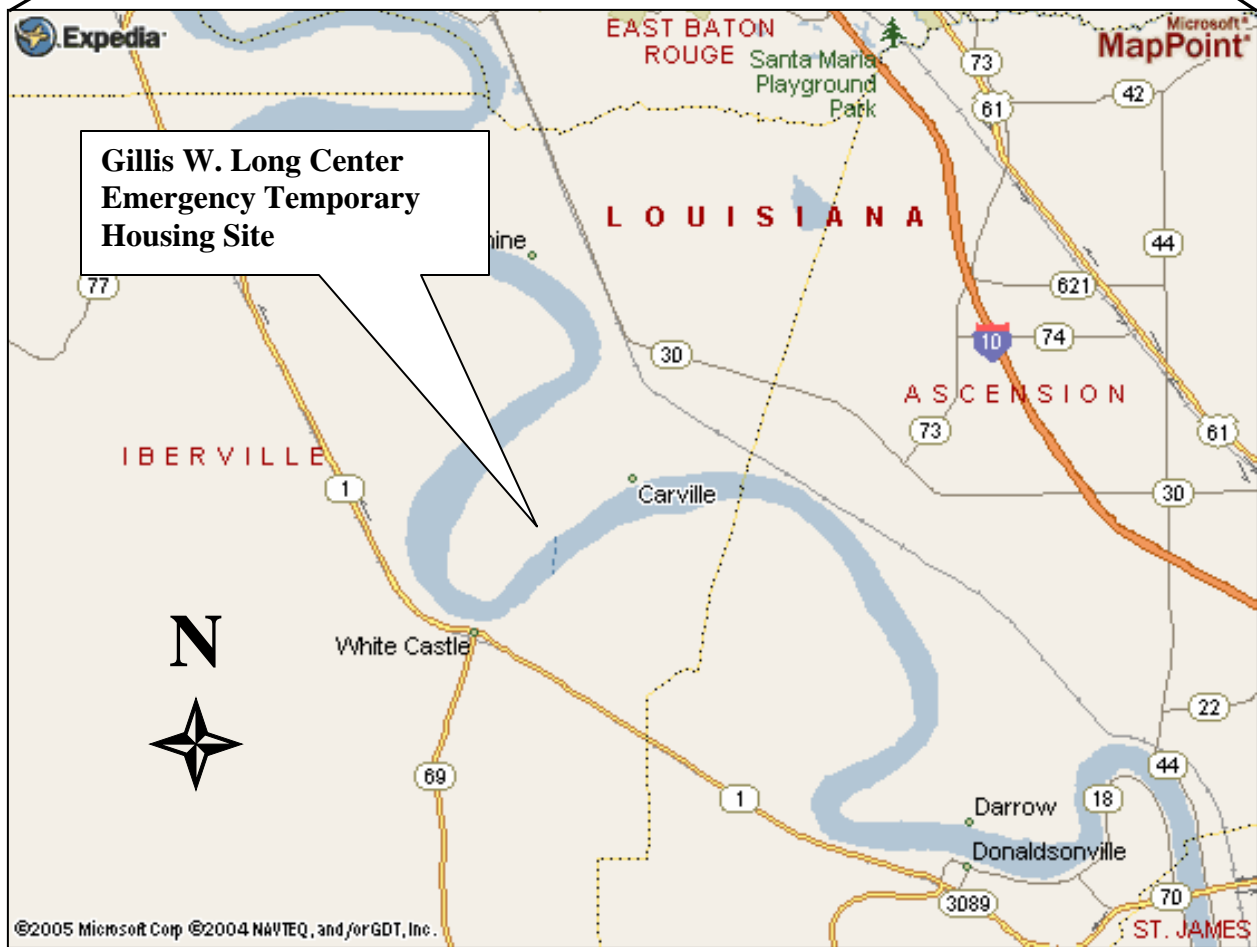 Expedia
EAST BATON
ROUGE
Santa Maria
Playground
Park
Microsoft®
MapPoint®
73
42
61
Gillis W. Long Center
Emergency Temporary
Housing Site
LOUISIANA
hine
77
44
621
10
74
30
ASCENSION
73
61
IBERVILLE
1
Carville
30
N
White Castle
22
69
44
1
18
Darrow
Donaldsonville
3089
70
ST. JAMES
©2005 Microsoft Corp ©2004 NAVTEQ, and/or GDT, Inc.